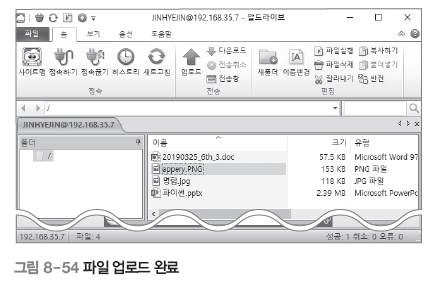 JINHYEJIN@192.168.35.7 - 알드라이브
파일 홈 보기 옵션 도움말
사이트맵 접속하기 접속끊기 히스토리 새로고침
접속
업로드 다운로드
전송취소
전송창
전송
새폴더 이름변경 파일실행 복사하기
파일삭제 붙여넣기
잘라내기 반전
편집
/
JINHYEJIN@192.168.35.7
폴더
/
이름 크기 유형
20190325_6th_3.doc 57.5 KB Microsoft Word 97
appery.PNG 153 KB PNG 파일
명함.jpg 118 KB JPG 파일
파이썬.pptx 2.39 MB Microsoft PowerPo
192.168.35.7 파일: 4 성공: 1 취소: 0 오류: 0
그림 8-54 파일 업로드 완료